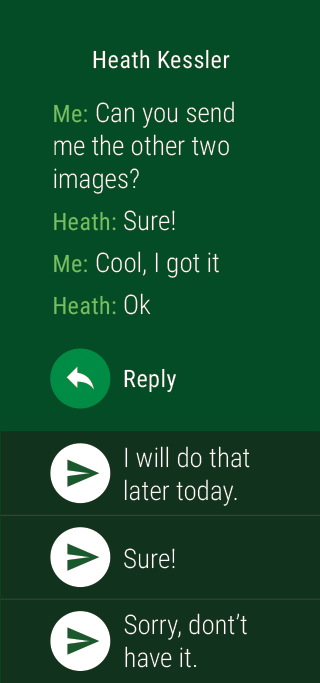 Heath Kessler
Me: Can you send
me the other two
images?
Heath: Sure!
Me: Cool, I got it
Heath: Ok
Reply
I will do that
later today.
Sure!
Sorry, dont’t
have it.